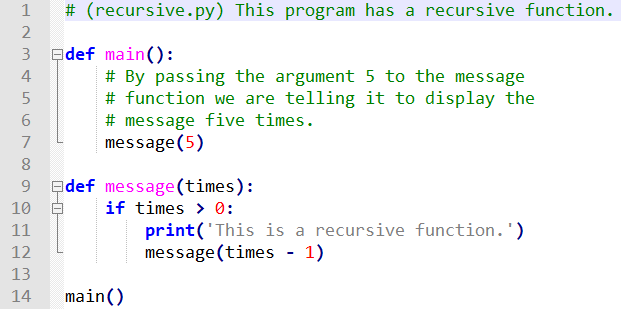 1 # (recursive.py) This program has a recursive function.
2
3 def main():
4     # By passing the argument 5 to the message
5     # function we are telling it to display the
6     # message five times.
7     message(5)
8
9 def message(times):
10     if times > 0:
11         print('This is a recursive function.')
12         message(times - 1)
13
14 main()